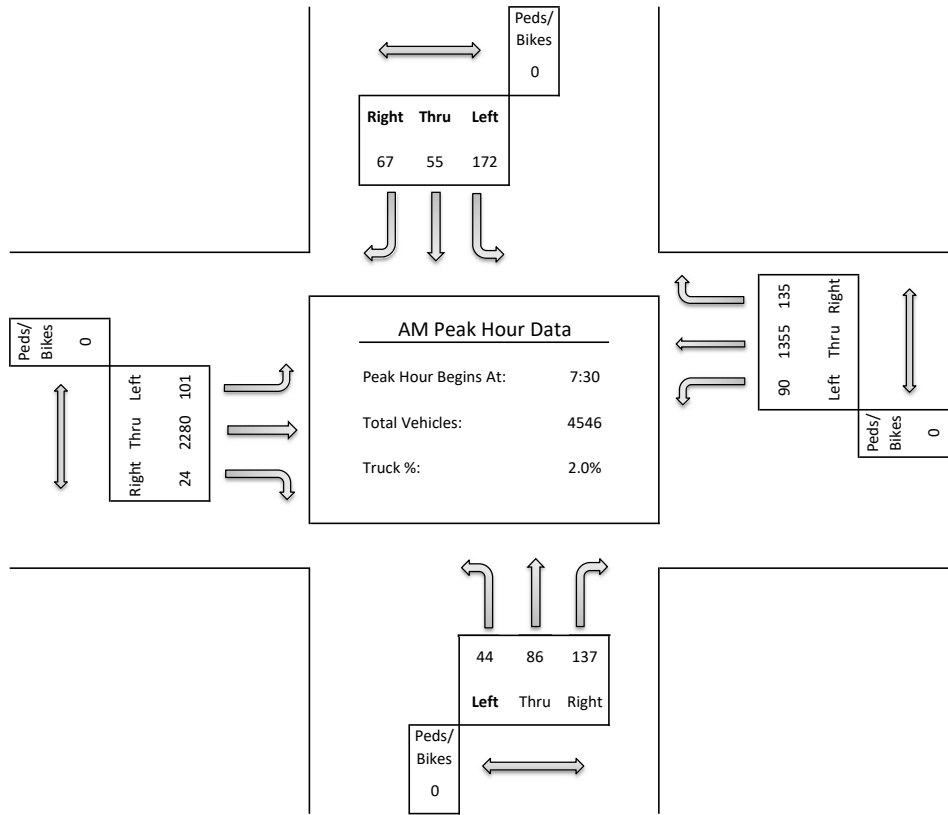 Peds/
Bikes
0
Right Thru Left
67 55 172
Peds/
Bikes
0
Left 101
Thru 2280
Right 24
AM Peak Hour Data
Peak Hour Begins At: 7:30
Total Vehicles: 4546
Truck %: 2.0%
135 Right
1355 Thru
90 Left
Peds/
Bikes
0
44 86 137
Left Thru Right
Peds/
Bikes
0